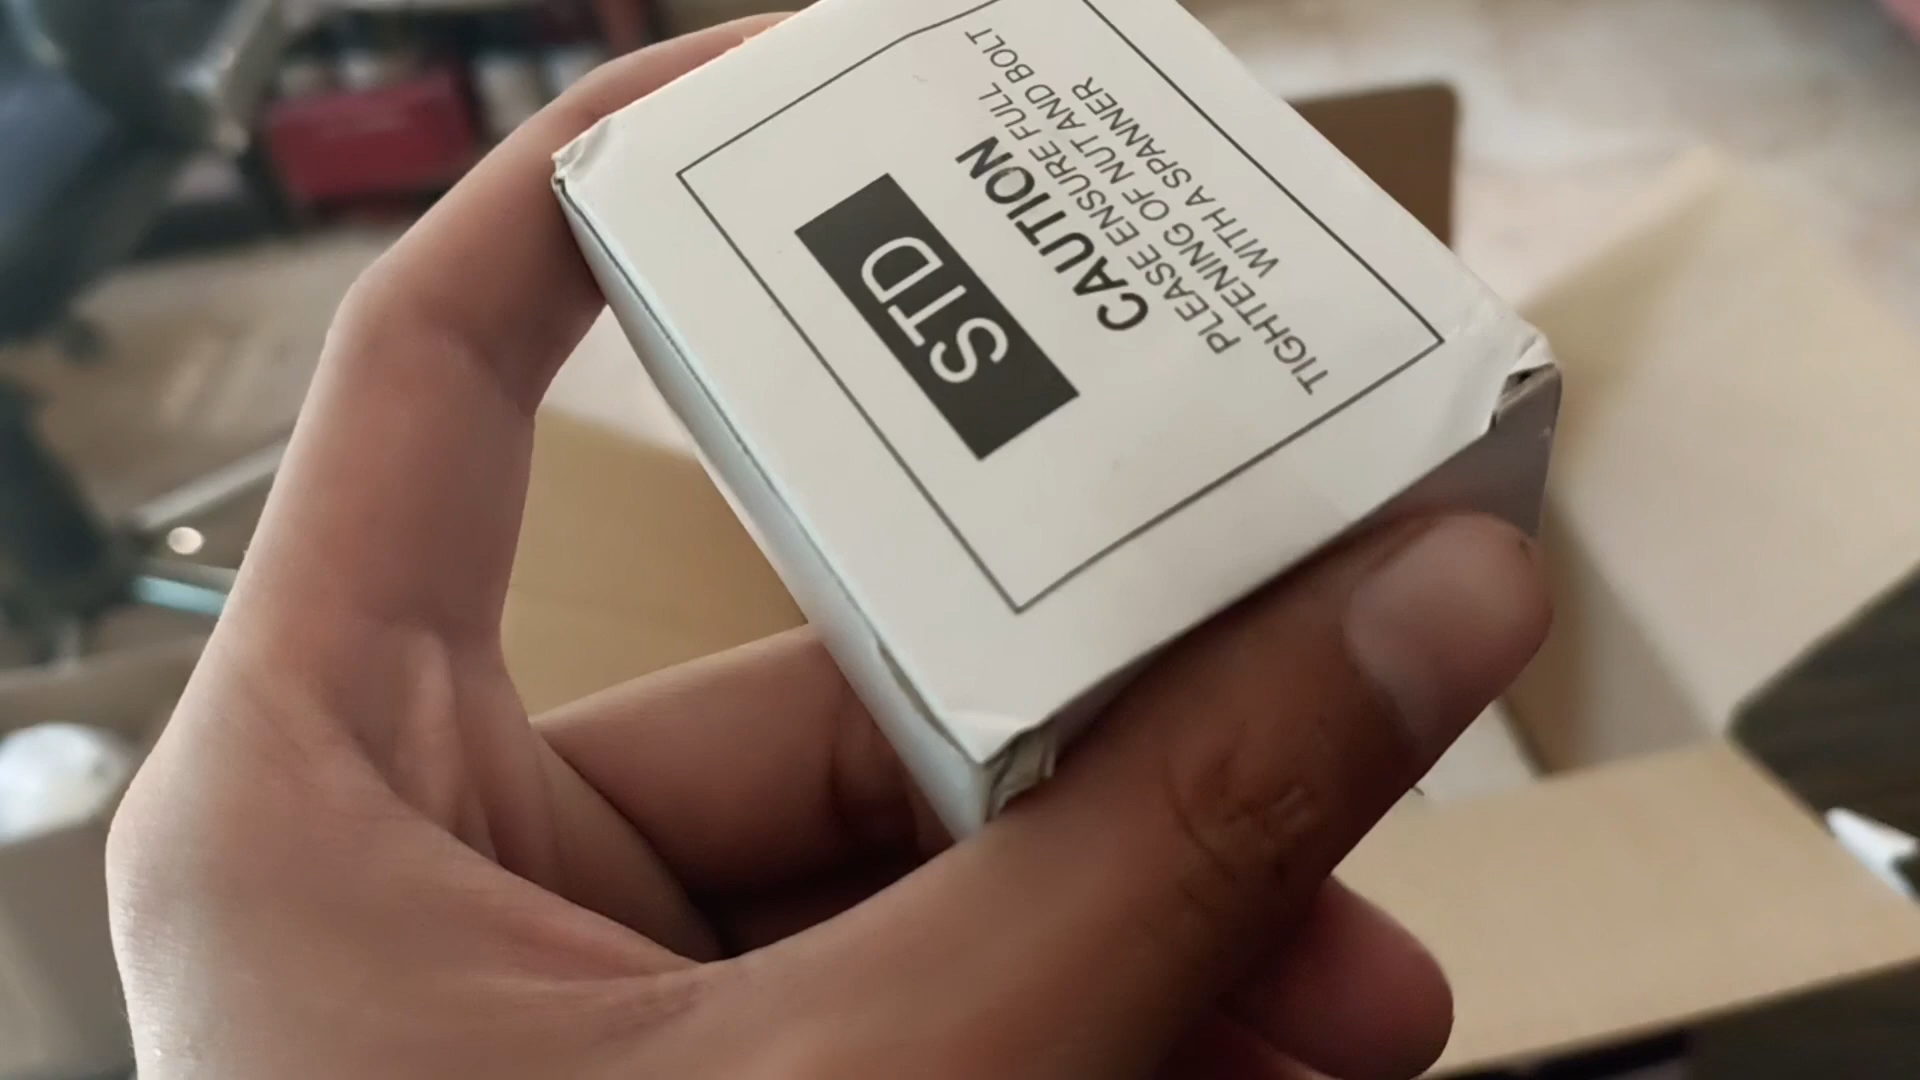 STD
CAUTION
PLEASE ENSURE FULL
TIGHTENING OF NUT AND BOLT
WITH A SPANNER